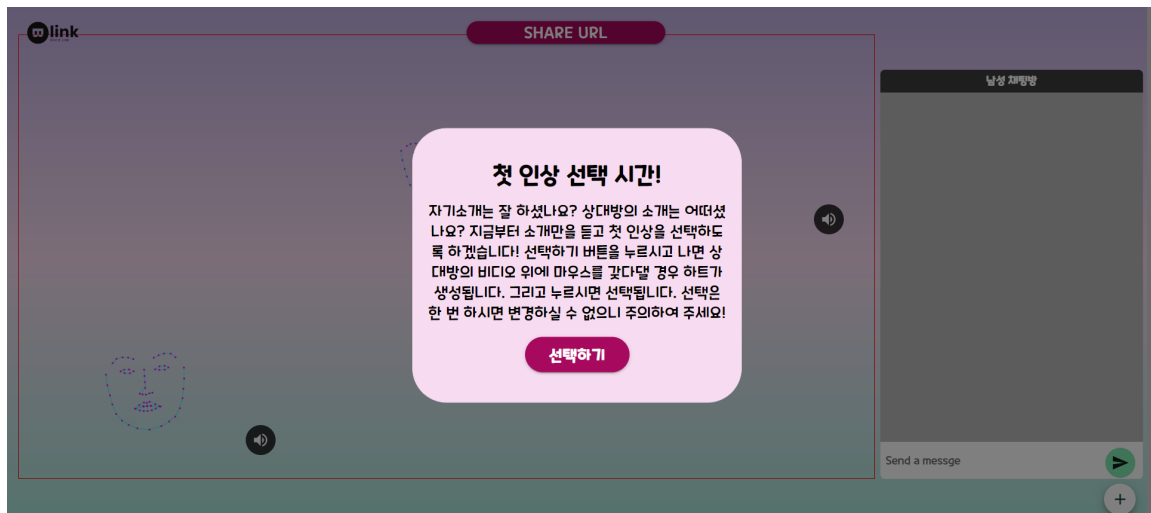 link
SHARE URL
남성 채팅방
첫 인상 선택 시간!
자기소개는 잘 하셨나요? 상대방의 소개는 어떠셨
나요? 지금부터 소개만을 듣고 첫 인상을 선택하도
록 하겠습니다! 선택하기 버튼을 누르시고 나면 상
대방의 비디오 위에 마우스를 갖다댈 경우 하트가
생성됩니다. 그리고 누르시면 선택됩니다. 선택은
한 번 하시면 변경하실 수 없으니 주의하여 주세요!
선택하기
Send a messge